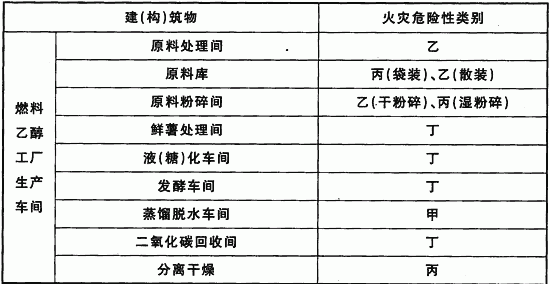 建(构)筑物 火灾危险性类别
燃料
乙醇
工厂
生产
车间
原料处理间 乙
原料库 丙(袋装)、乙(散装)
原料粉碎间 乙(干粉碎)、丙(湿粉碎)
鲜薯处理间 丁
液(糖)化车间 丁
发酵车间 丁
蒸馏脱水车间 甲
二氧化碳回收间 丁
分离干燥 丙